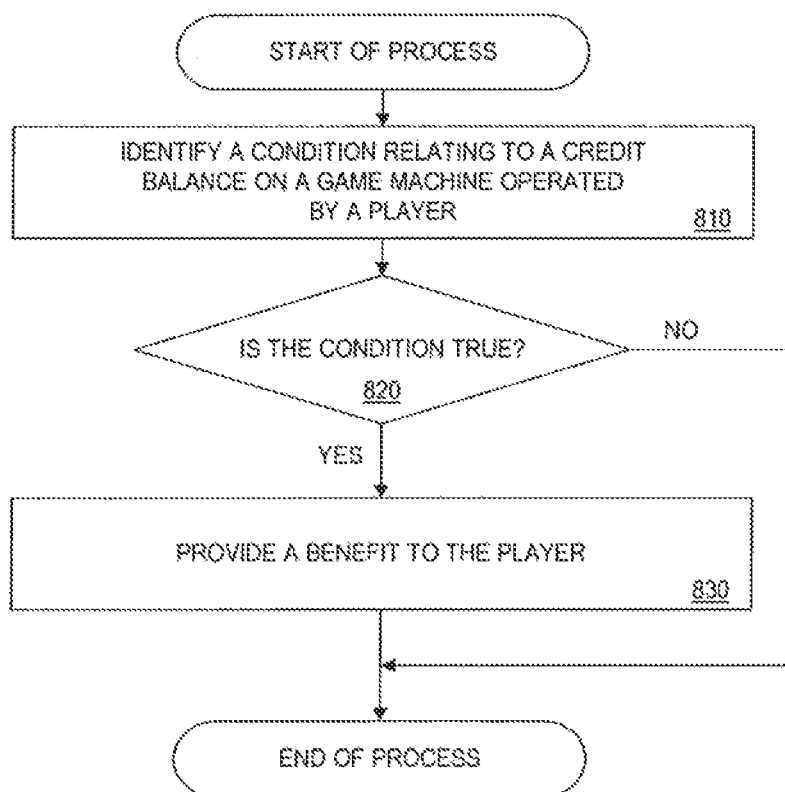 START OF PROCESS
IDENTIFY A CONDITION RELATING TO A CREDIT
BALANCE ON A GAME MACHINE OPERATED
BY A PLAYER
810
IS THE CONDITION TRUE?
NO
820
YES
PROVIDE A BENEFIT TO THE PLAYER
830
END OF PROCESS